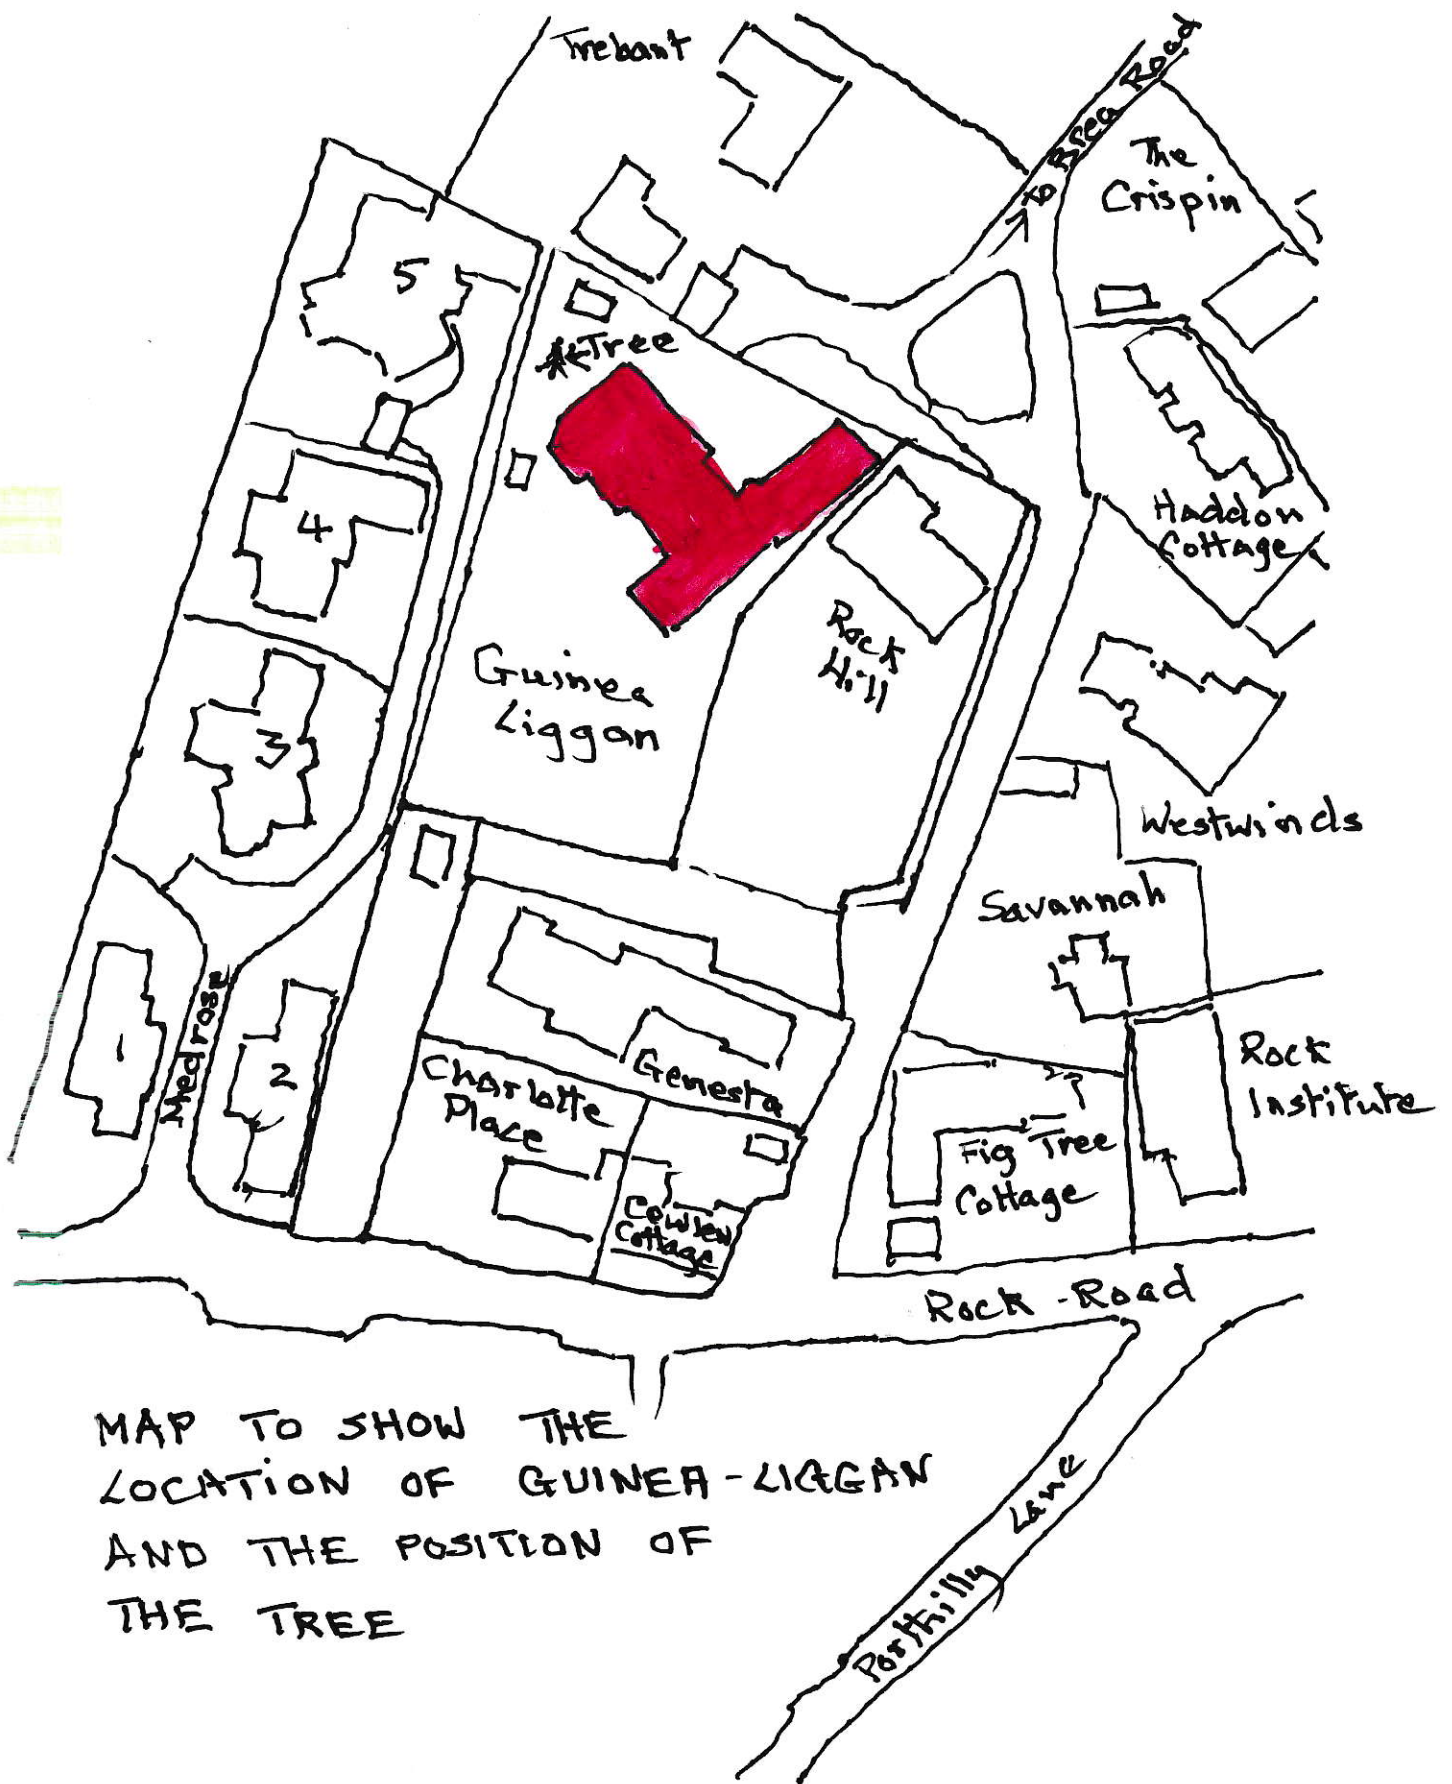 Trebant
To Brea Road
The
Crispin
5
Tree
4
Haddon
Cottage
Rock
Hill
Guinea
Liggan
3
Westwinds
Savannah
1
Medrose
2
Charlotte
Place
Genesta
Rock
Institute
Fig Tree
Cottage
Cowlen
Cottage
Rock-Road
MAP TO SHOW THE
LOCATION OF GUINEA-LIGGAN
AND THE POSITION OF
THE TREE
Porthilly Lane